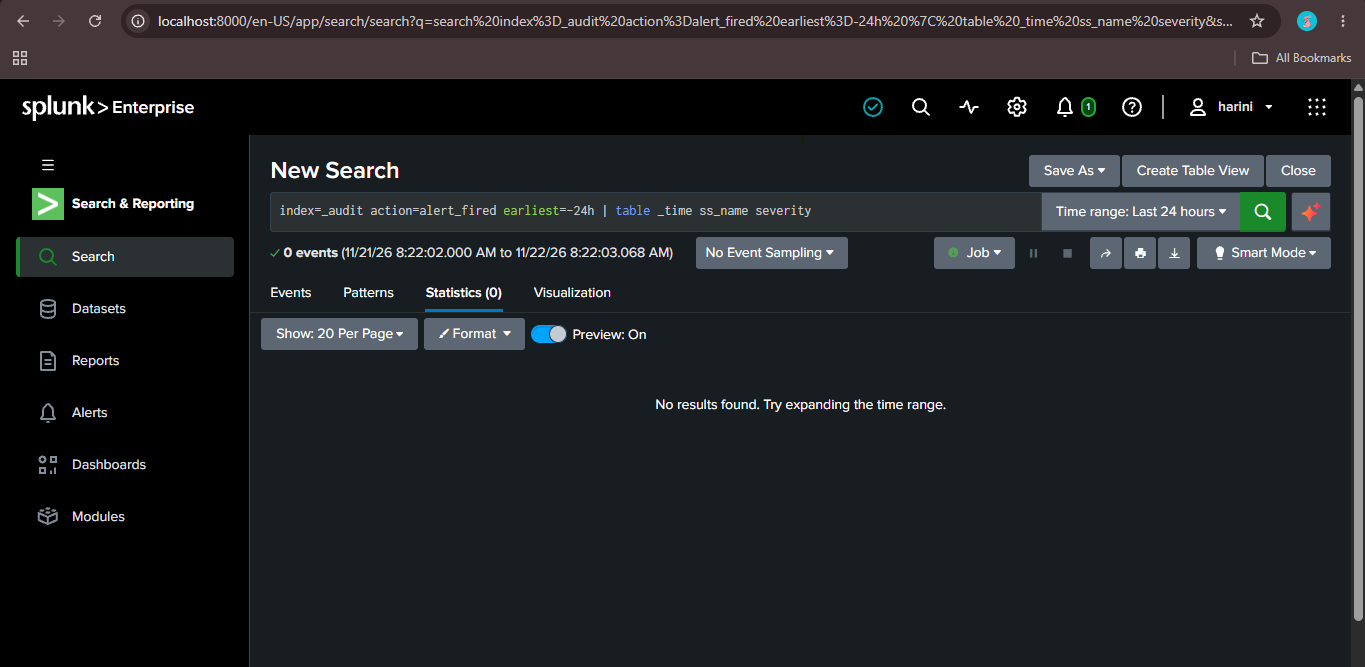 localhost:8000/en-US/app/search/search?q=search%20index%3D_audit%20action%3Dalert_fired%20earliest%3D-24h%20%7C%20table%20_time%20ss_name%20severity&s...
All Bookmarks
splunk>Enterprise
1
harini
Search & Reporting
Search
Datasets
Reports
Alerts
Dashboards
Modules
New Search
Save As
Create Table View
Close
index=_audit action=alert_fired earliest=-24h | table _time ss_name severity
Time range: Last 24 hours
0 events (11/21/26 8:22:02.000 AM to 11/22/26 8:22:03.068 AM)
No Event Sampling
Job
Smart Mode
Events
Patterns
Statistics (0)
Visualization
Show: 20 Per Page
Format
Preview: On
No results found. Try expanding the time range.